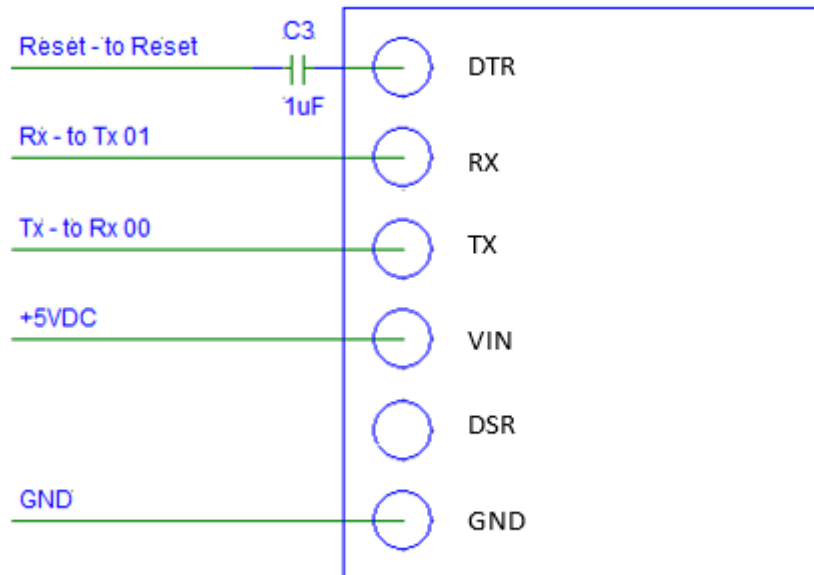 C3
Reset - to Reset
DTR
1uF
Rx - to Tx 01
RX
Tx - to Rx 00
TX
+5VDC
VIN
DSR
GND
GND